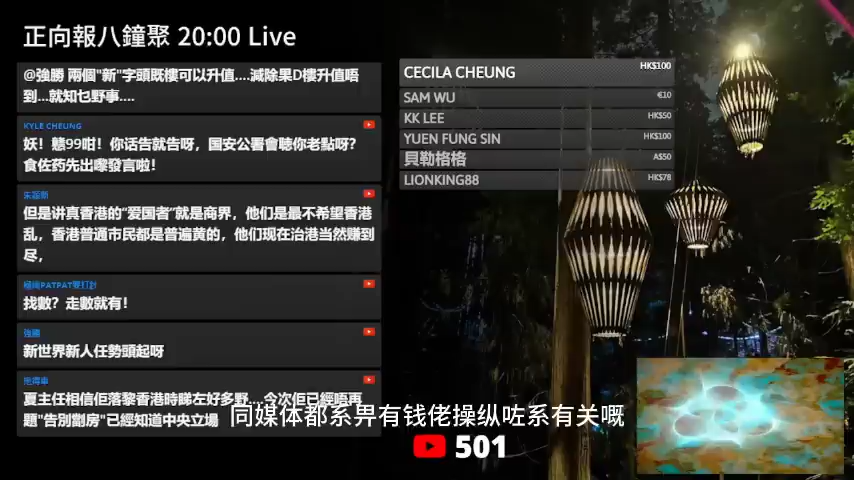 正向報八鐘聚 20:00 Live
@強勝 兩個"新"字頭既樓可以升值....減除果D樓升值唔
到...就知乜野事....
KYLE CHEUNG
妖！戇99咁！你话告就告呀，国安公署會聽你老點呀？
食佐药先出嚟發言啦！
但是讲真香港的"爱国者"就是商界，他们是最不希望香港
乱，香港普通市民都是普遍黄的，他们现在治港当然赚到
尽，
找數？走數就有！
強勝
新世界新人任勢頭起呀
夏主任相信佢落黎香港時睇左好多野....今次佢已經唔再
題"告別劏房"已經知道中央立場
CECILA CHEUNG HK$100
SAM WU €10
KK LEE HK$50
YUEN FUNG SIN HK$100
貝勒格格 A$50
LIONKING88 HK$78
同媒体都系畀有钱佬操纵咗系有关嘅
501